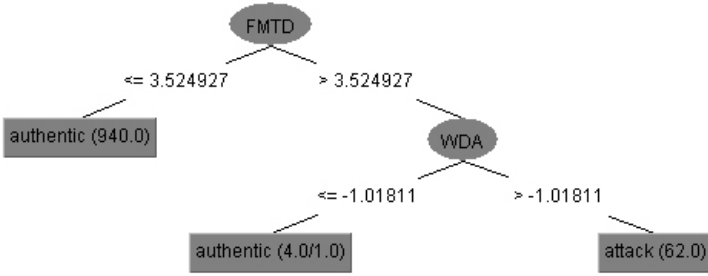 FMTD
<= 3.524927 > 3.524927
authentic (940.0)
WDA
<= -1.01811 > -1.01811
authentic (4.0/1.0) attack (62.0)